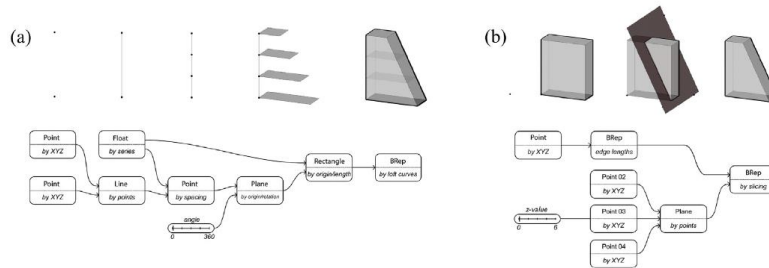 (a)
Point
by XYZ
Float
by series
Point
by XYZ
Line
by points
Point
by spacing
Plane
by origin/rotation
Rectangle
by origin/length
BRep
by loft curves
angle
0 360
(b)
Point
by XYZ
BRep
edge lengths
Point 02
by XYZ
z-value
0 6
Point 03
by XYZ
Point 04
by XYZ
Plane
by points
BRep
by slicing